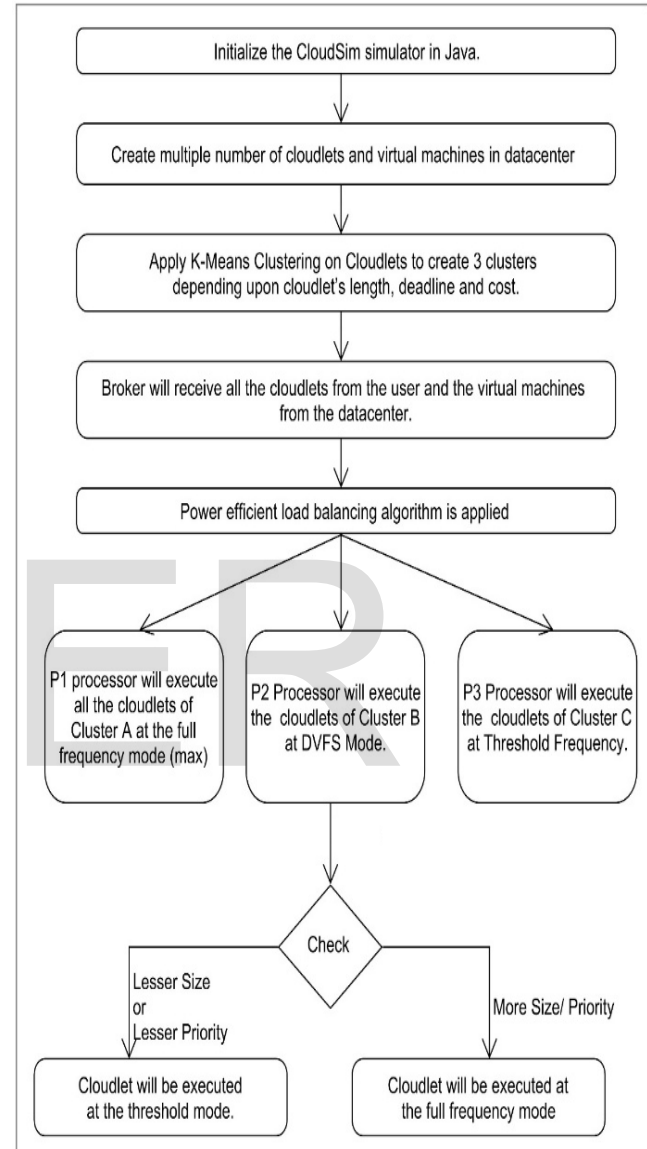 Initialize the CloudSim simulator in Java.
Create multiple number of cloudlets and virtual machines in datacenter
Apply K-Means Clustering on Cloudlets to create 3 clusters
depending upon cloudlet's length, deadline and cost.
Broker will receive all the cloudlets from the user and the virtual machines
from the datacenter.
Power efficient load balancing algorithm is applied
ER
P1 processor will execute
all the cloudlets of
Cluster A at the full
frequency mode (max)
P2 Processor will execute
the cloudlets of Cluster B
at DVFS Mode.
P3 Processor will execute
the cloudlets of Cluster C
at Threshold Frequency.
Check
Lesser Size
or
Lesser Priority
More Size/ Priority
Cloudlet will be executed
at the threshold mode.
Cloudlet will be executed at
the full frequency mode